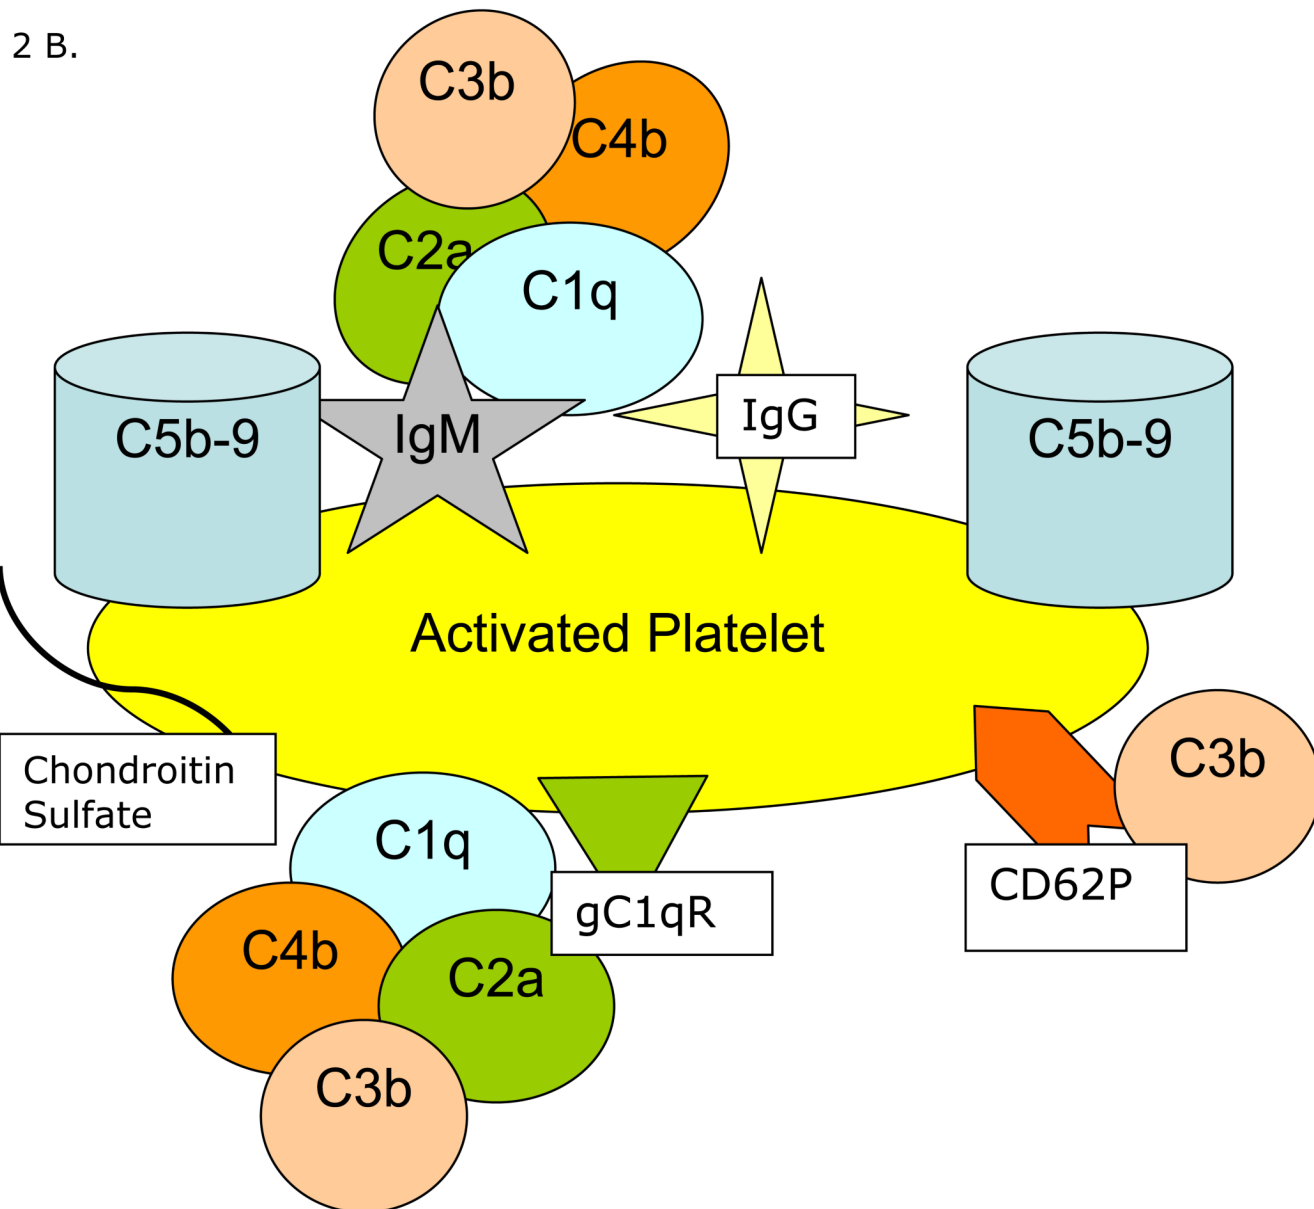 2 B.
C3b
C4b
C2a
C1q
IgG
C5b-9
IgM
C5b-9
Activated Platelet
Chondroitin
Sulfate
C3b
C1q
CD62P
gC1qR
C4b
C2a
C3b